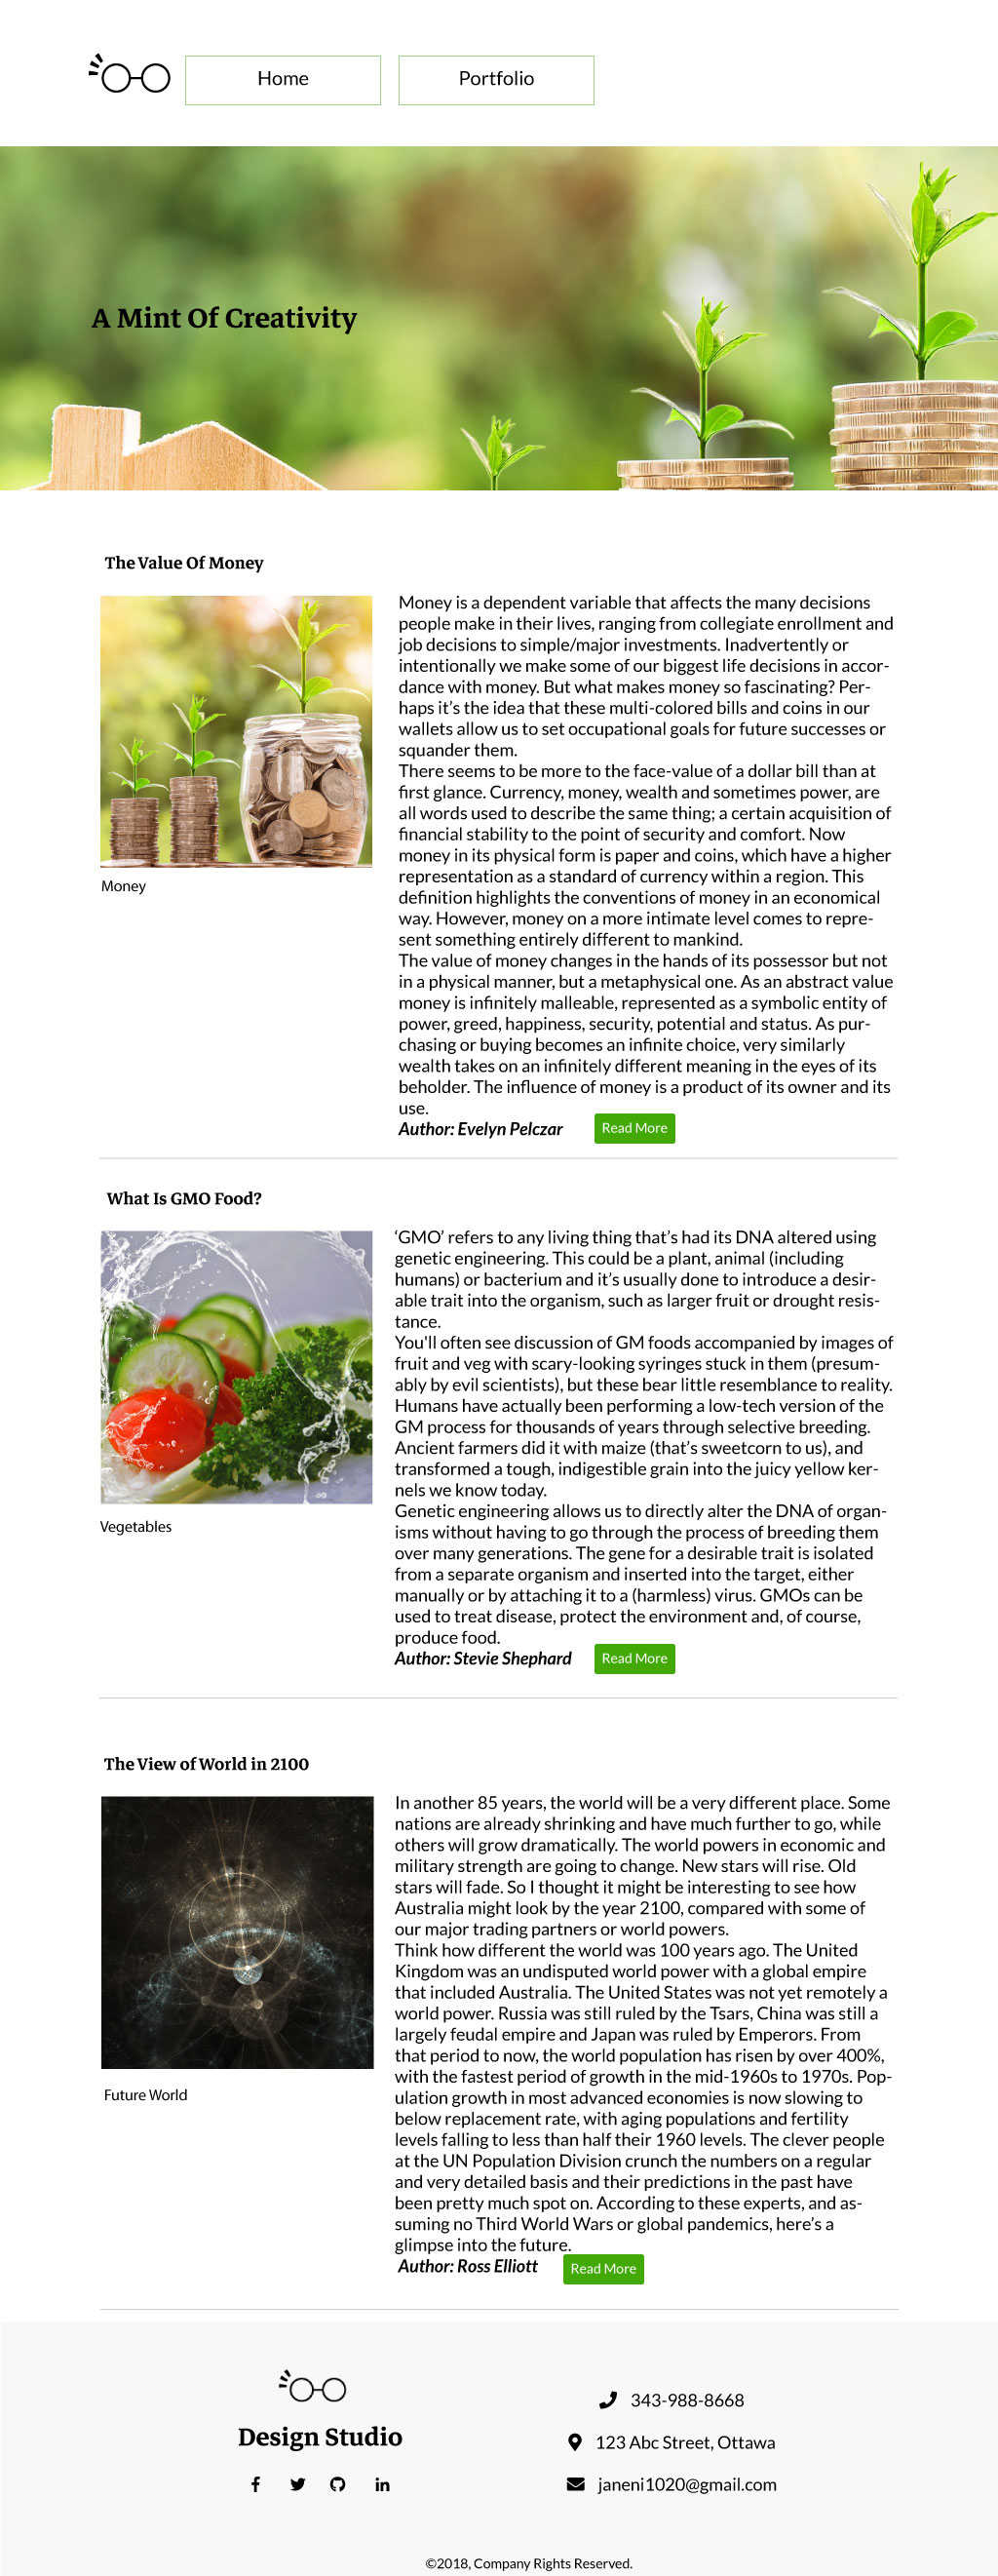 Home
Portfolio
A Mint Of Creativity
The Value Of Money
Money is a dependent variable that affects the many decisions
people make in their lives, ranging from collegiate enrollment and
job decisions to simple/major investments. Inadvertently or
intentionally we make some of our biggest life decisions in accor-
dance with money. But what makes money so fascinating? Per-
haps it’s the idea that these multi-colored bills and coins in our
wallets allow us to set occupational goals for future successes or
squander them.
There seems to be more to the face-value of a dollar bill than at
first glance. Currency, money, wealth and sometimes power, are
all words used to describe the same thing; a certain acquisition of
financial stability to the point of security and comfort. Now
money in its physical form is paper and coins, which have a higher
representation as a standard of currency within a region. This
definition highlights the conventions of money in an economical
way. However, money on a more intimate level comes to repre-
sent something entirely different to mankind.
The value of money changes in the hands of its possessor but not
in a physical manner, but a metaphysical one. As an abstract value
money is infinitely malleable, represented as a symbolic entity of
power, greed, happiness, security, potential and status. As pur-
chasing or buying becomes an infinite choice, very similarly
wealth takes on an infinitely different meaning in the eyes of its
beholder. The influence of money is a product of its owner and its
use.
Money
Author: Evelyn Pelczar
Read More
What Is GMO Food?
‘GMO’ refers to any living thing that’s had its DNA altered using
genetic engineering. This could be a plant, animal (including
humans) or bacterium and it’s usually done to introduce a desir-
able trait into the organism, such as larger fruit or drought resis-
tance.
You'll often see discussion of GM foods accompanied by images of
fruit and veg with scary-looking syringes stuck in them (presum-
ably by evil scientists), but these bear little resemblance to reality.
Humans have actually been performing a low-tech version of the
GM process for thousands of years through selective breeding.
Ancient farmers did it with maize (that’s sweetcorn to us), and
transformed a tough, indigestible grain into the juicy yellow ker-
nels we know today.
Genetic engineering allows us to directly alter the DNA of organ-
isms without having to go through the process of breeding them
over many generations. The gene for a desirable trait is isolated
from a separate organism and inserted into the target, either
manually or by attaching it to a (harmless) virus. GMOs can be
used to treat disease, protect the environment and, of course,
produce food.
Vegetables
Author: Stevie Shephard
Read More
The View of World in 2100
In another 85 years, the world will be a very different place. Some
nations are already shrinking and have much further to go, while
others will grow dramatically. The world powers in economic and
military strength are going to change. New stars will rise. Old
stars will fade. So I thought it might be interesting to see how
Australia might look by the year 2100, compared with some of
our major trading partners or world powers.
Think how different the world was 100 years ago. The United
Kingdom was an undisputed world power with a global empire
that included Australia. The United States was not yet remotely a
world power. Russia was still ruled by the Tsars, China was still a
largely feudal empire and Japan was ruled by Emperors. From
that period to now, the world population has risen by over 400%,
with the fastest period of growth in the mid-1960s to 1970s. Pop-
ulation growth in most advanced economies is now slowing to
below replacement rate, with aging populations and fertility
levels falling to less than half their 1960 levels. The clever people
at the UN Population Division crunch the numbers on a regular
and very detailed basis and their predictions in the past have
been pretty much spot on. According to these experts, and as-
suming no Third World Wars or global pandemics, here’s a
glimpse into the future.
Future World
Author: Ross Elliott
Read More
Design Studio
343-988-8668
123 Abc Street, Ottawa
janeni1020@gmail.com
©2018, Company Rights Reserved.